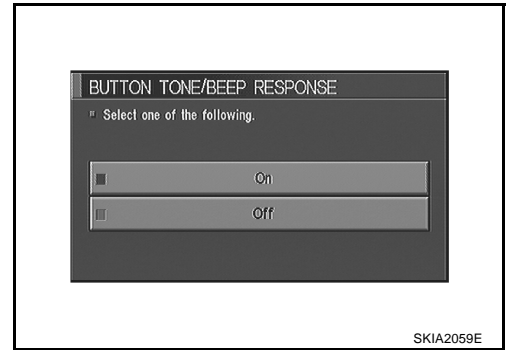 BUTTON TONE/BEEP RESPONSE
Select one of the following.
On
Off
SKIA2059E